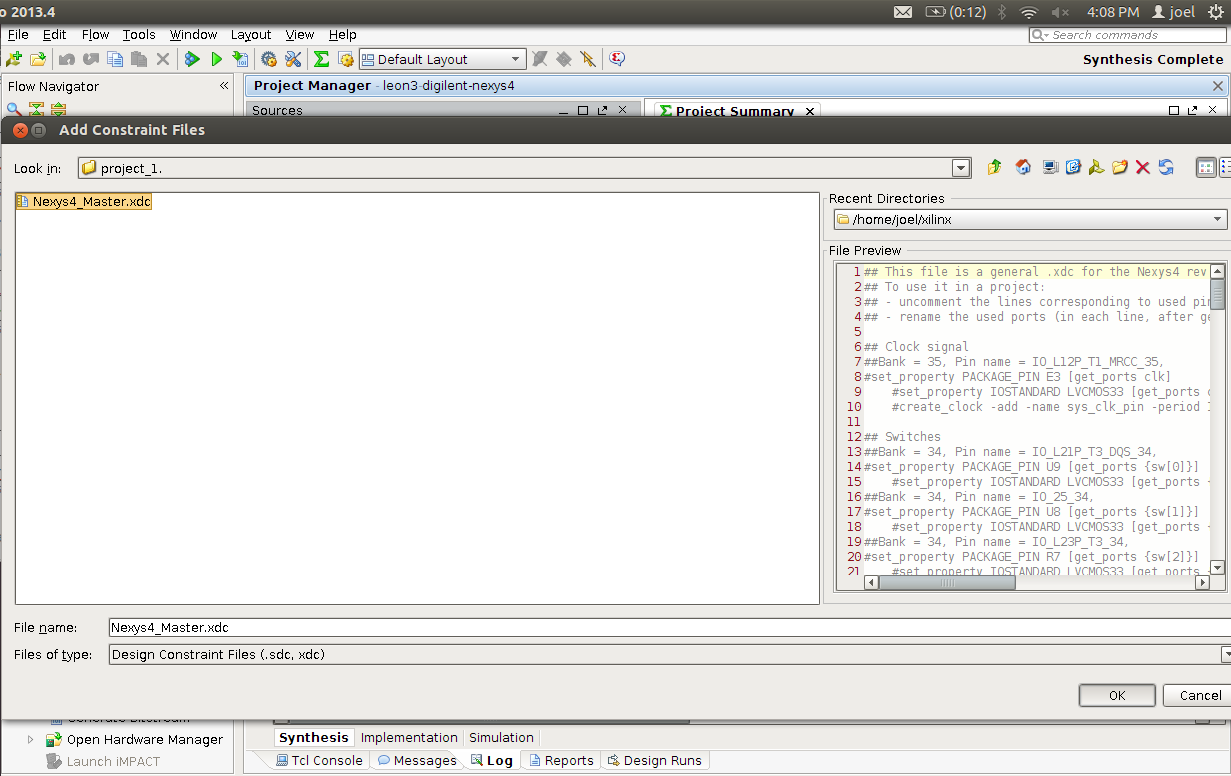 o 2013.4 (0:12) 4:08 PM joel
File Edit Flow Tools Window Layout View Help Search commands
Default Layout Synthesis Complete
Flow Navigator « Project Manager - leon3-digilent-nexys4
Sources Project Summary
Add Constraint Files
Look in: project_1.
Nexys4_Master.xdc
Recent Directories
/home/joel/xilinx
File Preview
1 ## This file is a general .xdc for the Nexys4 rev
2 ## To use it in a project:
3 ## - uncomment the lines corresponding to used pin
4 ## - rename the used ports (in each line, after ge
5
6 ## Clock signal
7 ##Bank = 35, Pin name = IO_L12P_T1_MRCC_35,
8 #set_property PACKAGE_PIN E3 [get_ports clk]
9 #set_property IOSTANDARD LVCMOS33 [get_ports
10 #create_clock -add -name sys_clk_pin -period
11
12 ## Switches
13 ##Bank = 34, Pin name = IO_L21P_T3_DQS_34,
14 #set_property PACKAGE_PIN U9 [get_ports {sw[0]}]
15 #set_property IOSTANDARD LVCMOS33 [get_ports
16 ##Bank = 34, Pin name = IO_25_34,
17 #set_property PACKAGE_PIN U8 [get_ports {sw[1]}]
18 #set_property IOSTANDARD LVCMOS33 [get_ports
19 ##Bank = 34, Pin name = IO_L23P_T3_34,
20 #set_property PACKAGE_PIN R7 [get_ports {sw[2]}]
21 #set_property IOSTANDARD LVCMOS33 [get_ports
File name: Nexys4_Master.xdc
Files of type: Design Constraint Files (.sdc, xdc)
OK Cancel
Generate Bitstream
Open Hardware Manager
Launch iMPACT
Synthesis Implementation Simulation
Tcl Console Messages Log Reports Design Runs